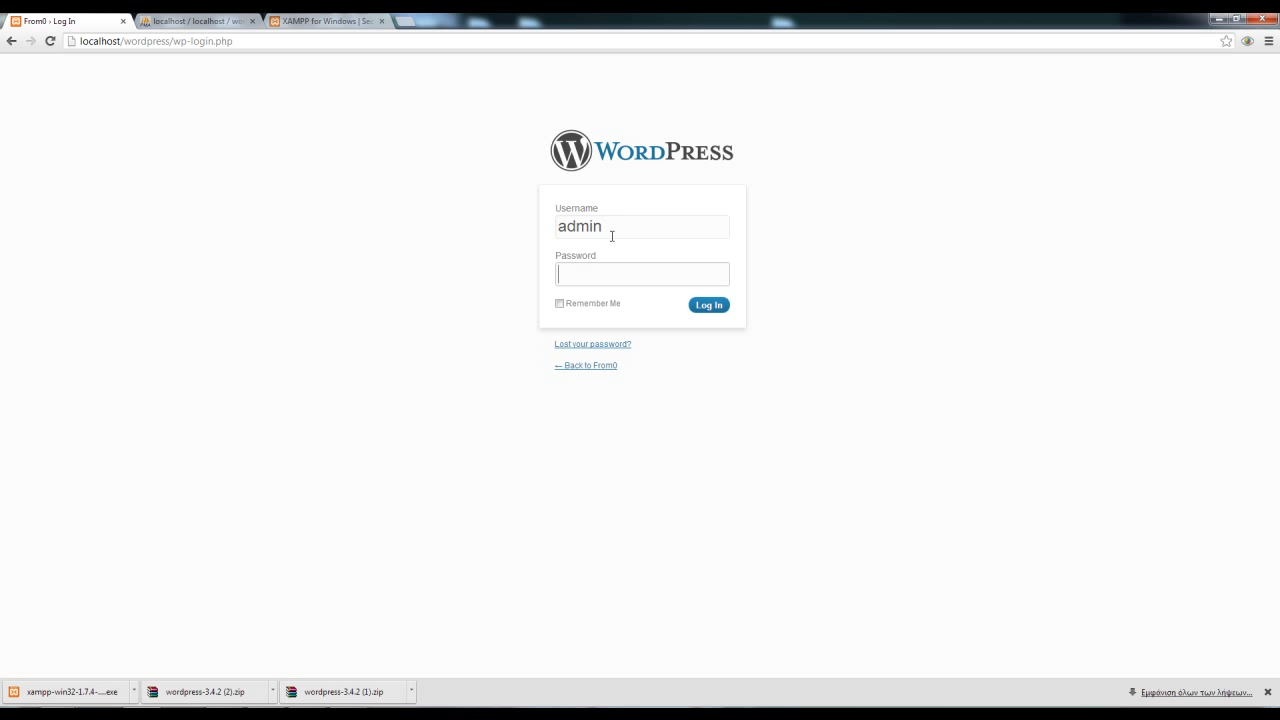 From0 › Log In
localhost / localhost / wo
XAMPP for Windows | Sec
localhost/wordpress/wp-login.php
WORDPRESS
Username
admin
Password
Remember Me
Log In
Lost your password?
← Back to From0
xampp-win32-1.7.4-....exe
wordpress-3.4.2 (2).zip
wordpress-3.4.2 (1).zip
Εμφάνιση όλων των λήψεων...